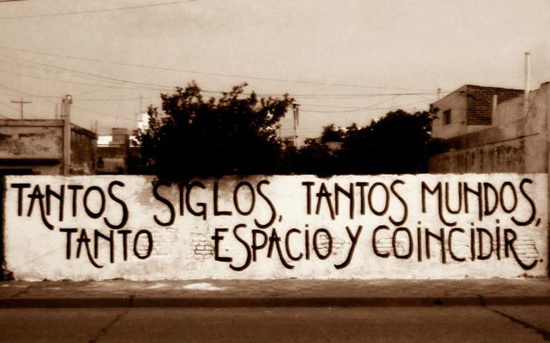 TANTOS SIGLOS, TANTOS MUNDOS,
TANTO ESPACIO Y COINCIDIR.